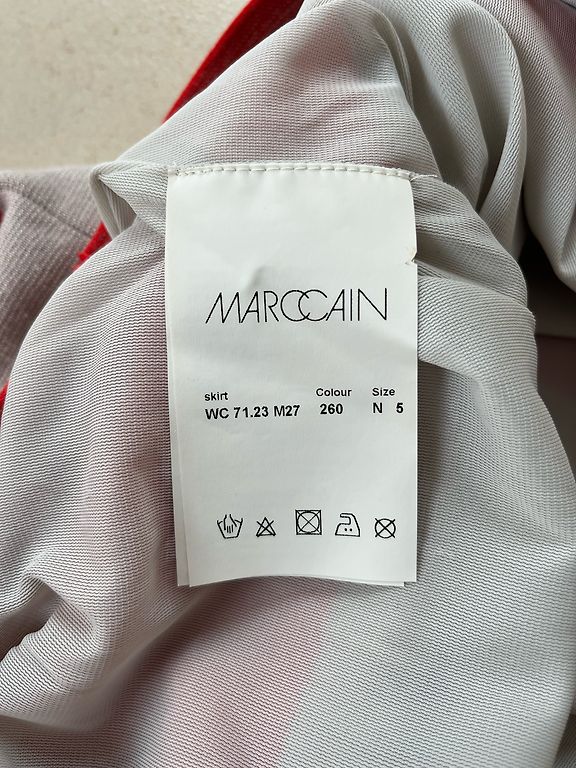 MARCCAIN
skirt Colour Size
WC 71.23 M27 260 N 5